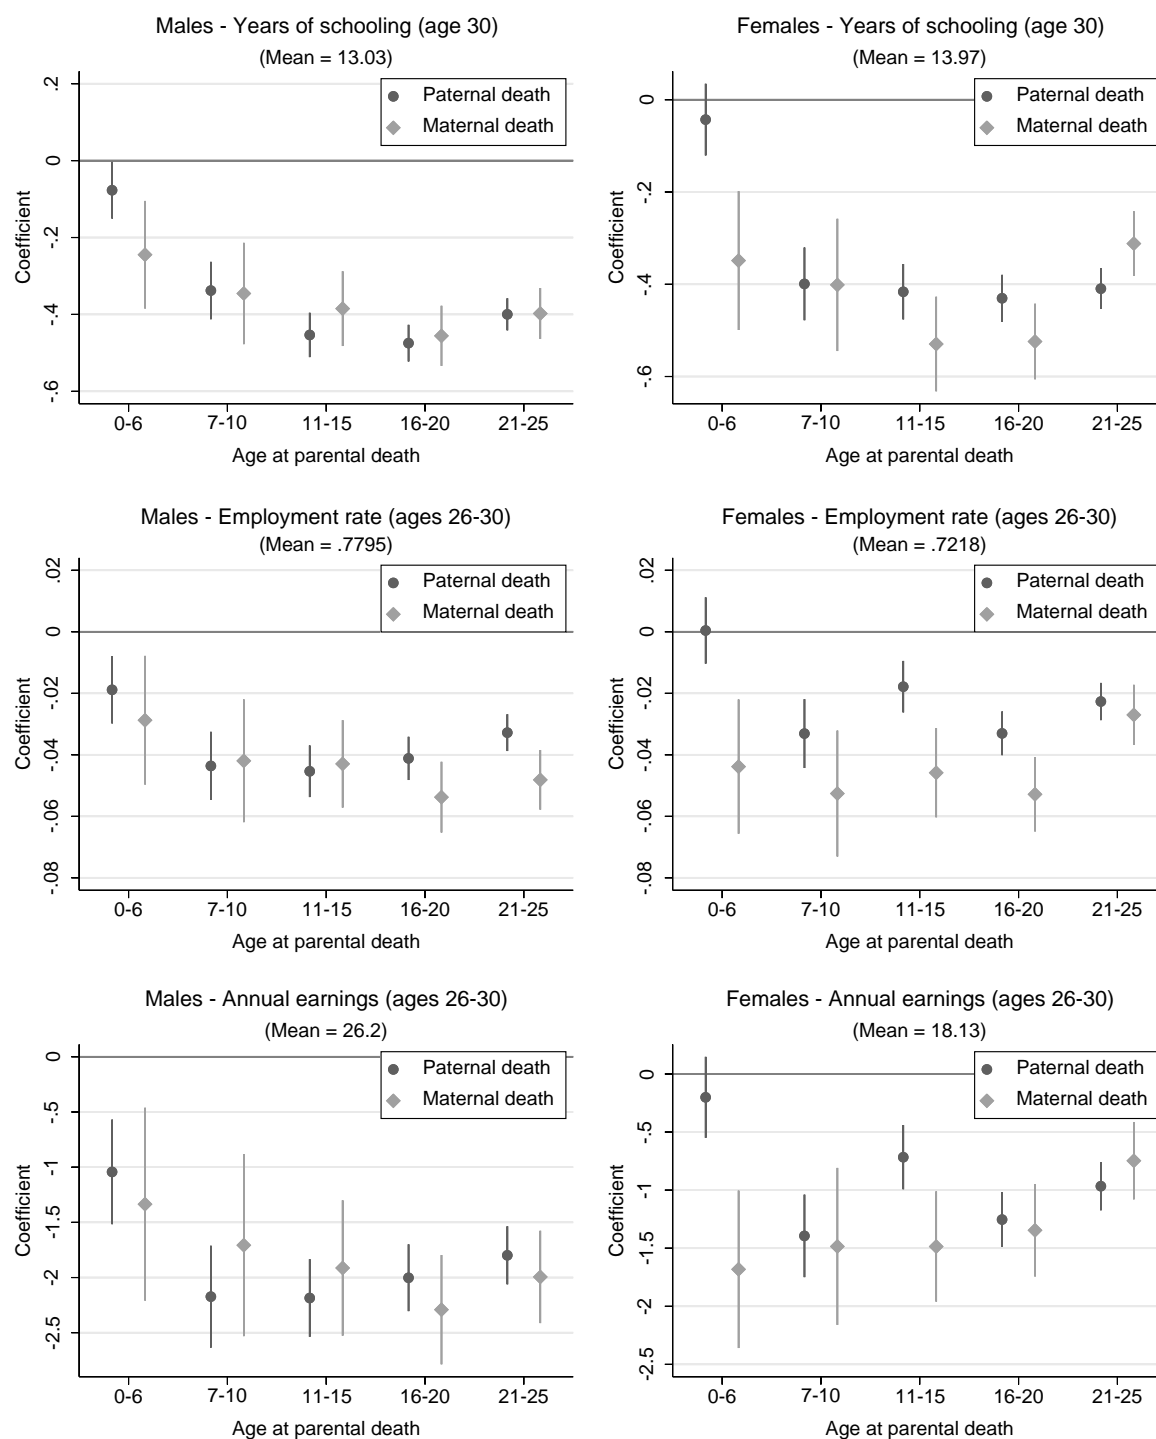 Males - Years of schooling (age 30)
(Mean = 13.03)
Paternal death
Maternal death
Coefficient
.2
0
-.2
-.4
-.6
0-6 7-10 11-15 16-20 21-25
Age at parental death
Females - Years of schooling (age 30)
(Mean = 13.97)
Paternal death
Maternal death
Coefficient
0
-.2
-.4
-.6
0-6 7-10 11-15 16-20 21-25
Age at parental death
Males - Employment rate (ages 26-30)
(Mean = .7795)
Paternal death
Maternal death
Coefficient
.02
0
-.02
-.04
-.06
-.08
0-6 7-10 11-15 16-20 21-25
Age at parental death
Females - Employment rate (ages 26-30)
(Mean = .7218)
Paternal death
Maternal death
Coefficient
.02
0
-.02
-.04
-.06
-.08
0-6 7-10 11-15 16-20 21-25
Age at parental death
Males - Annual earnings (ages 26-30)
(Mean = 26.2)
Paternal death
Maternal death
Coefficient
0
-.5
-1
-1.5
-2
-2.5
0-6 7-10 11-15 16-20 21-25
Age at parental death
Females - Annual earnings (ages 26-30)
(Mean = 18.13)
Paternal death
Maternal death
Coefficient
0
-.5
-1
-1.5
-2
-2.5
0-6 7-10 11-15 16-20 21-25
Age at parental death